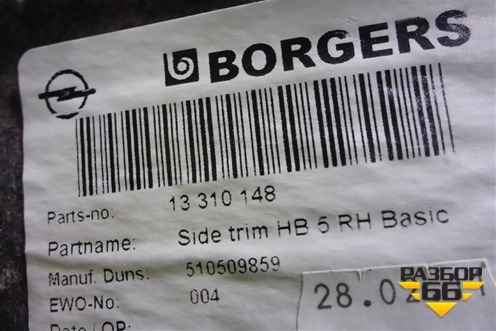 BORGERS
Parts-no: 13 310 148
Partname: Side trim HB 5 RH Basic
Manuf. Duns: 510509859
EWO-No: 004
28.02
РАЗБОР
66